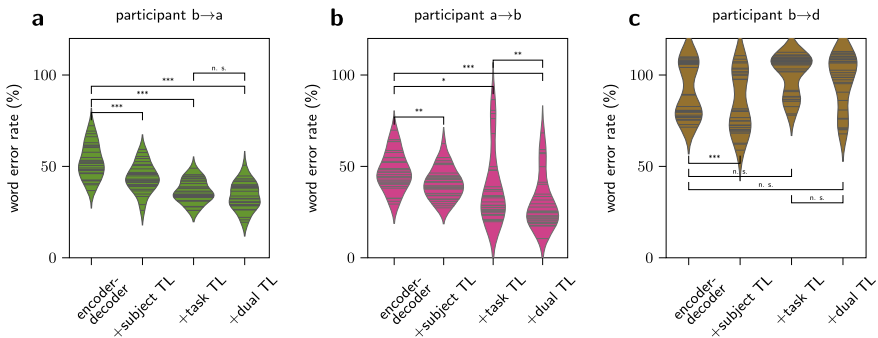 a
participant b→a
word error rate (%)
100
50
0
n. s.
***
***
***
encoder-
decoder
+subject TL
+task TL
+dual TL
b
participant a→b
word error rate (%)
100
50
0
**
***
*
**
encoder-
decoder
+subject TL
+task TL
+dual TL
c
participant b→d
word error rate (%)
100
50
0
***
n. s.
n. s.
n. s.
encoder-
decoder
+subject TL
+task TL
+dual TL